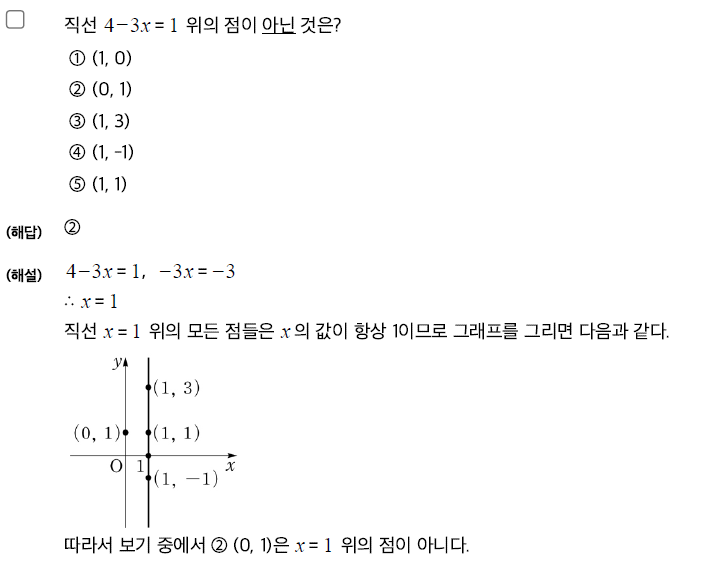 직선 4－3x = 1 위의 점이 아닌 것은?
① (1, 0)
② (0, 1)
③ (1, 3)
④ (1, -1)
⑤ (1, 1)
(해답) ②
(해설) 4－3x = 1, －3x = －3
∴ x = 1
직선 x = 1 위의 모든 점들은 x의 값이 항상 1이므로 그래프를 그리면 다음과 같다.
y
(1, 3)
(0, 1) (1, 1)
O 1 x
(1, －1)
따라서 보기 중에서 ② (0, 1)은 x = 1 위의 점이 아니다.